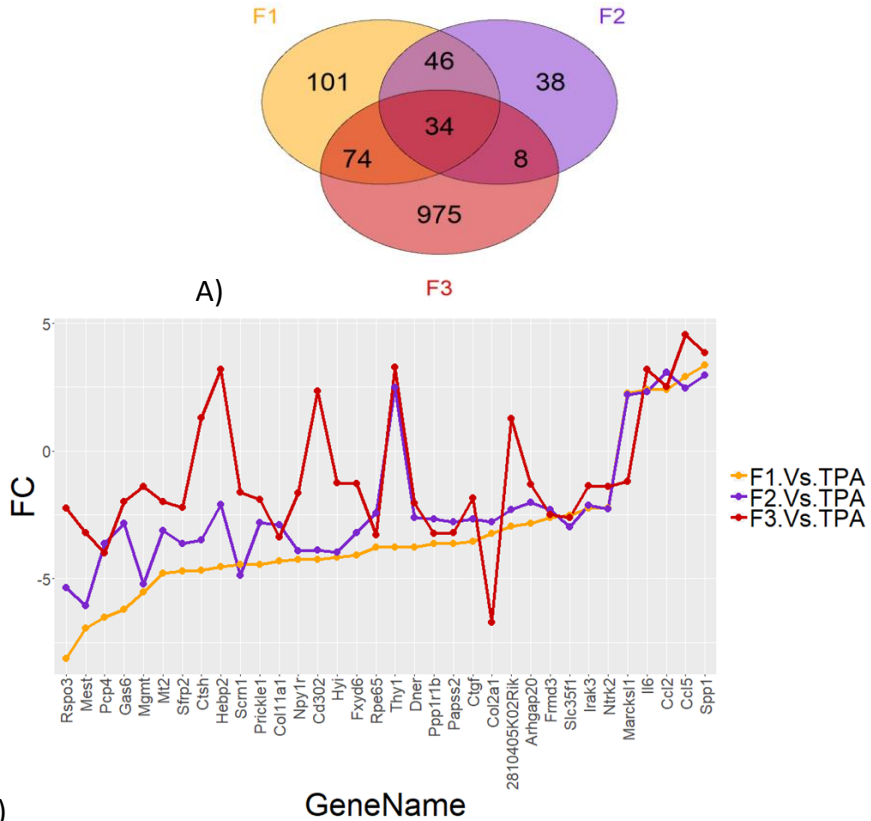 F1
F2
101
46
38
34
74
8
975
A)
F3
5
0
-5
FC
F1.Vs.TPA
F2.Vs.TPA
F3.Vs.TPA
Rspo3
Mest
Pcp4
Gas6
Mgmt
Mt2
Sfrp2
Ctsh
Hebp2
Scrn1
Prickle1
Col11a1
Npy1r
Cd302
Hyi
Fxyd6
Rpe65
Thy1
Dner
Ppp1r1b
Papss2
Ctgf
Col2a1
2810405K02Rik
Arhgap20
Frmd3
Slc35f1
Irak3
Ntrk2
Marcksl1
Il6
Ccl2
Ccl5
Spp1
)
GeneName